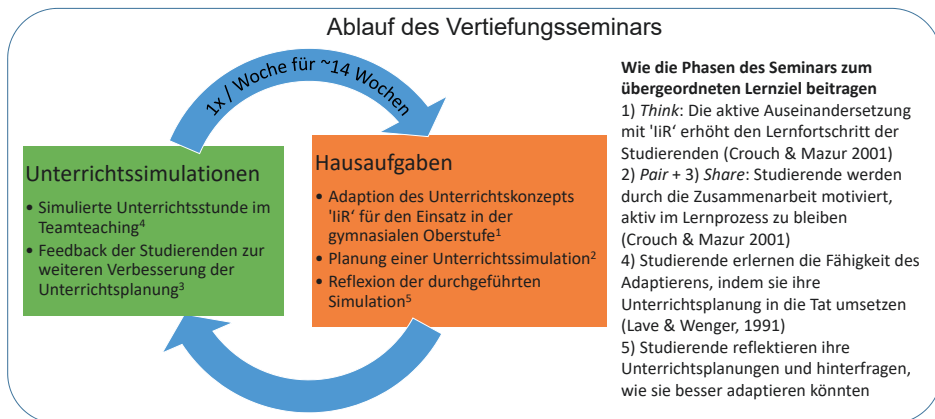 Ablauf des Vertiefungsseminars
1x / Woche für ~14 Wochen
Unterrichtssimulationen
• Simulierte Unterrichtsstunde im
Teamteaching⁴
• Feedback der Studierenden zur
weiteren Verbesserung der
Unterrichtsplanung³
Hausaufgaben
• Adaption des Unterrichtskonzepts
'IiR‘ für den Einsatz in der
gymnasialen Oberstufe¹
• Planung einer Unterrichtssimulation²
• Reflexion der durchgeführten
Simulation⁵
Wie die Phasen des Seminars zum
übergeordneten Lernziel beitragen
1) Think: Die aktive Auseinandersetzung
mit 'IiR‘ erhöht den Lernfortschritt der
Studierenden (Crouch & Mazur 2001)
2) Pair + 3) Share: Studierende werden
durch die Zusammenarbeit motiviert,
aktiv im Lernprozess zu bleiben
(Crouch & Mazur 2001)
4) Studierende erlernen die Fähigkeit des
Adaptierens, indem sie ihre
Unterrichtsplanung in die Tat umsetzen
(Lave & Wenger, 1991)
5) Studierende reflektieren ihre
Unterrichtsplanungen und hinterfragen,
wie sie besser adaptieren könnten